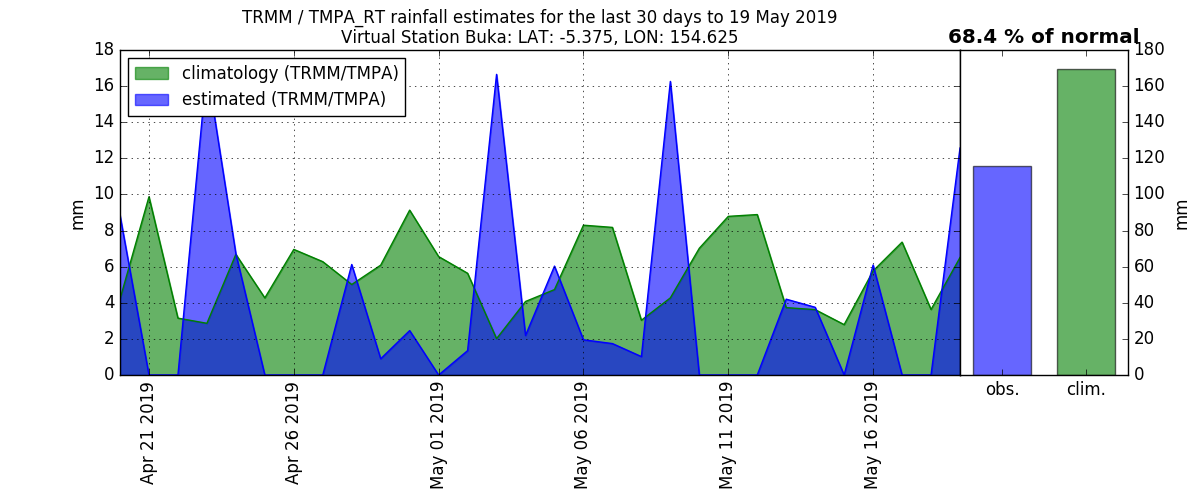 TRMM / TMPA_RT rainfall estimates for the last 30 days to 19 May 2019
Virtual Station Buka: LAT: -5.375, LON: 154.625
68.4 % of normal
climatology (TRMM/TMPA)
estimated (TRMM/TMPA)
mm
18
16
14
12
10
8
6
4
2
0
Apr 21 2019
Apr 26 2019
May 01 2019
May 06 2019
May 11 2019
May 16 2019
obs.
clim.
180
160
140
120
100
80
60
40
20
0
mm